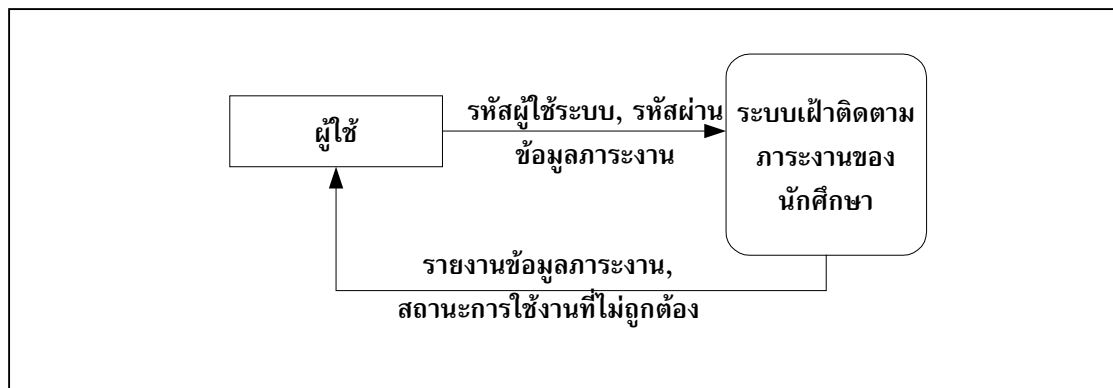 ผู้ใช้
รหัสผู้ใช้ระบบ, รหัสผ่าน
ข้อมูลภาระงาน
ระบบเฝ้าติดตาม
ภาระงานของ
นักศึกษา
รายงานข้อมูลภาระงาน,
สถานะการใช้งานที่ไม่ถูกต้อง